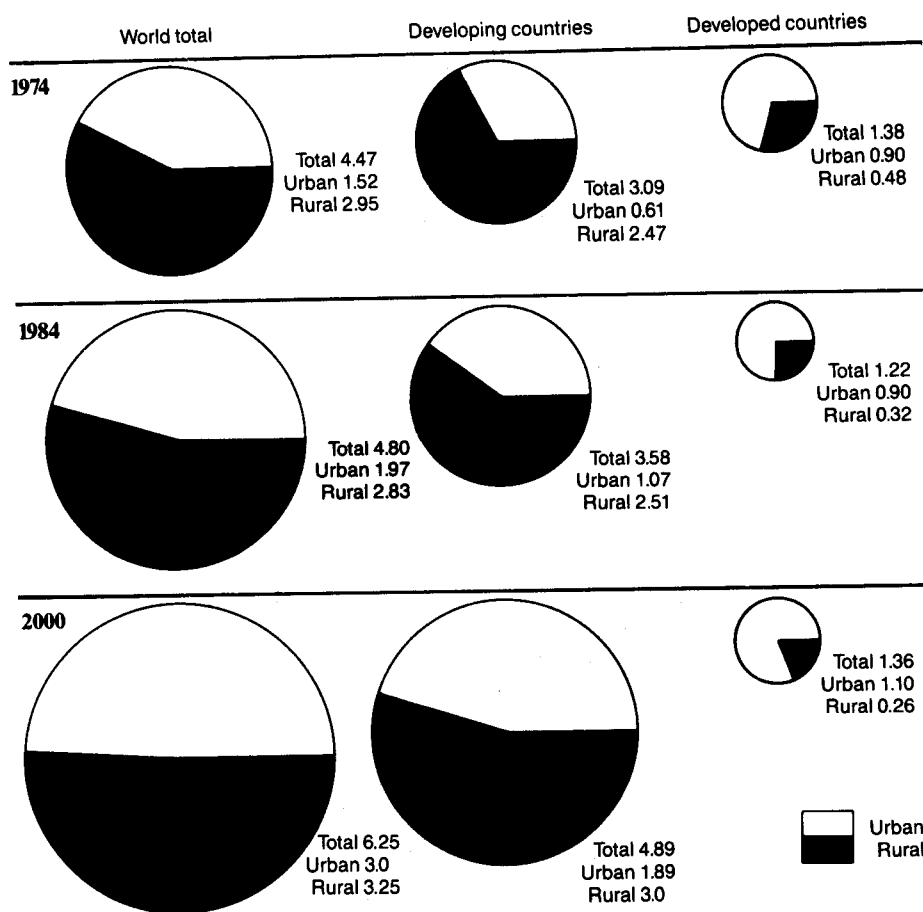 World total
Developing countries
Developed countries
1974
Total 4.47
Urban 1.52
Rural 2.95
Total 3.09
Urban 0.61
Rural 2.47
Total 1.38
Urban 0.90
Rural 0.48
1984
Total 4.80
Urban 1.97
Rural 2.83
Total 3.58
Urban 1.07
Rural 2.51
Total 1.22
Urban 0.90
Rural 0.32
2000
Total 6.25
Urban 3.0
Rural 3.25
Total 4.89
Urban 1.89
Rural 3.0
Total 1.36
Urban 1.10
Rural 0.26
Urban
Rural